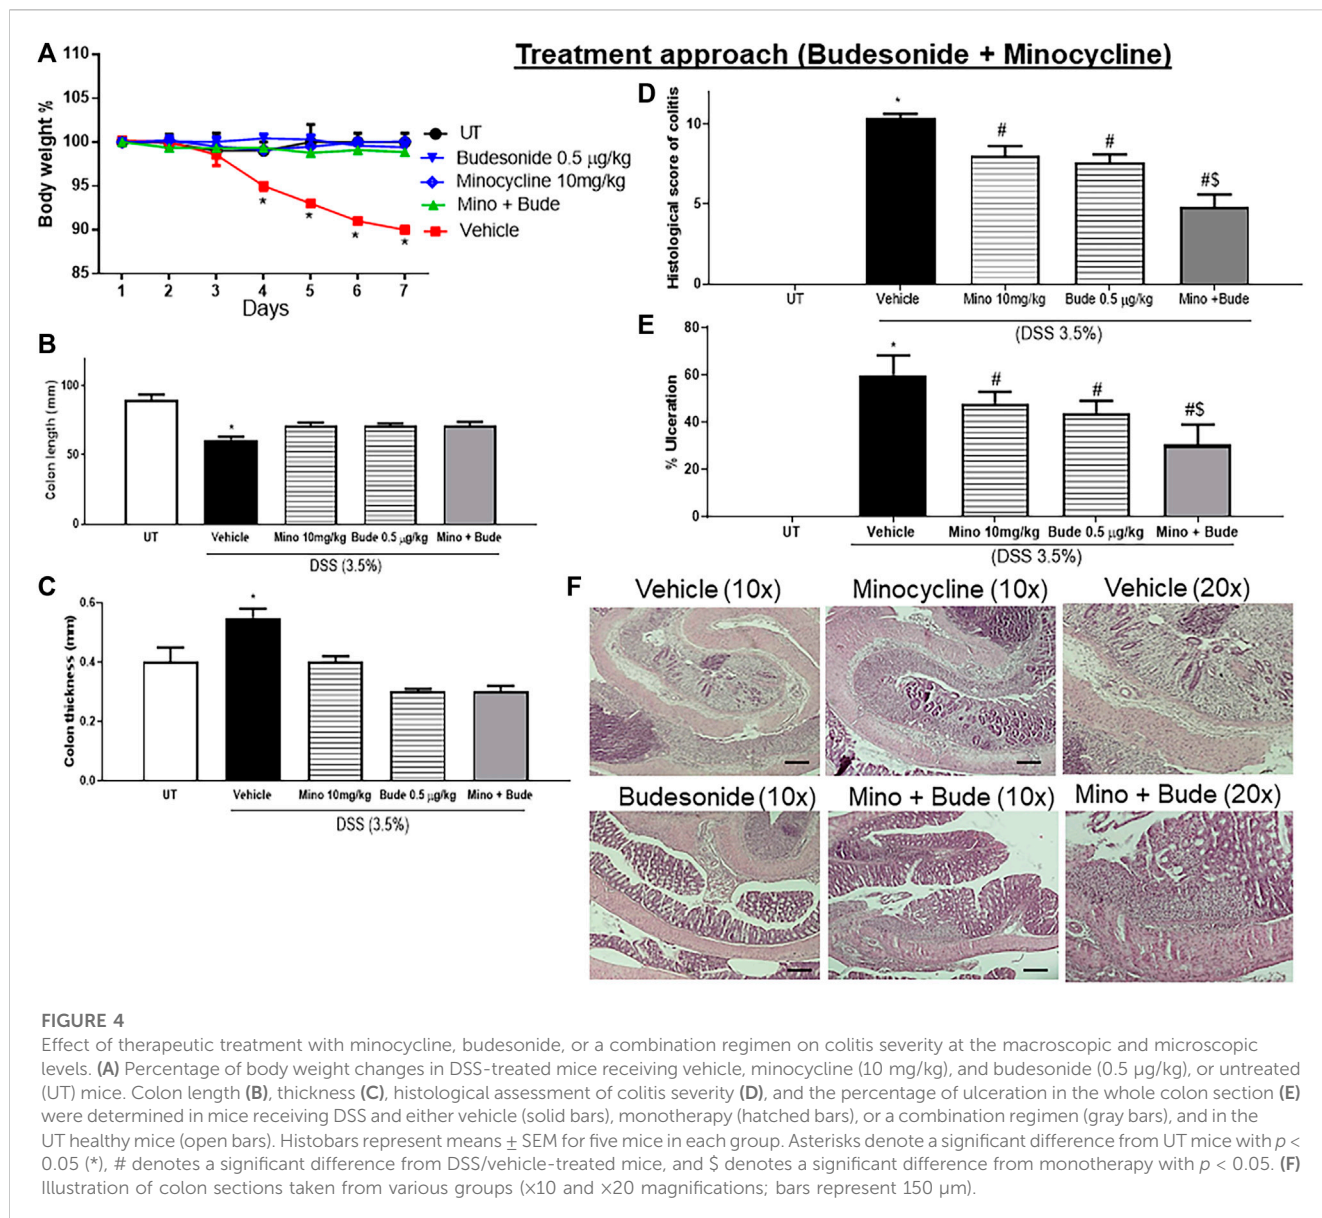 Treatment approach (Budesonide + Minocycline)
A
110
105
100
95
90
85
Body weight %
1 2 3 4 5 6 7
Days
UT
Budesonide 0.5 µg/kg
Minocycline 10mg/kg
Mino + Bude
Vehicle
* * * *
B
100
50
0
Colon length (mm)
*
UT Vehicle Mino 10mg/kg Bude 0.5 µg/kg Mino + Bude
DSS (3.5%)
C
0.6
0.4
0.2
0.0
Colon thickness (mm)
*
UT Vehicle Mino 10mg/kg Bude 0.5 µg/kg Mino + Bude
DSS (3.5%)
D
10
5
0
Histological score of colitis
* # # #$
UT Vehicle Mino 10mg/kg Bude 0.5 µg/kg Mino +Bude
(DSS 3.5%)
E
80
60
40
20
0
% Ulceration
* # # #$
UT Vehicle Mino 10mg/kg Bude 0.5 µg/kg Mino + Bude
(DSS 3.5%)
F
Vehicle (10x) Minocycline (10x) Vehicle (20x)
Budesonide (10x) Mino + Bude (10x) Mino + Bude (20x)
FIGURE 4
Effect of therapeutic treatment with minocycline, budesonide, or a combination regimen on colitis severity at the macroscopic and microscopic
levels. (A) Percentage of body weight changes in DSS-treated mice receiving vehicle, minocycline (10 mg/kg), and budesonide (0.5 µg/kg), or untreated
(UT) mice. Colon length (B), thickness (C), histological assessment of colitis severity (D), and the percentage of ulceration in the whole colon section (E)
were determined in mice receiving DSS and either vehicle (solid bars), monotherapy (hatched bars), or a combination regimen (gray bars), and in the
UT healthy mice (open bars). Histobars represent means ± SEM for five mice in each group. Asterisks denote a significant difference from UT mice with p <
0.05 (*), # denotes a significant difference from DSS/vehicle-treated mice, and $ denotes a significant difference from monotherapy with p < 0.05. (F)
Illustration of colon sections taken from various groups (×10 and ×20 magnifications; bars represent 150 µm).